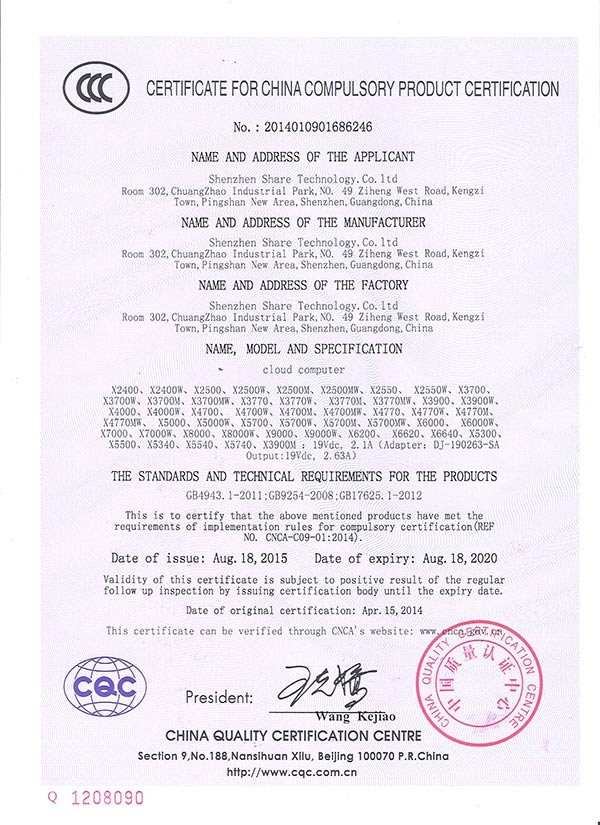 CCC CERTIFICATE FOR CHINA COMPULSORY PRODUCT CERTIFICATION
No. : 2014010901686246
NAME AND ADDRESS OF THE APPLICANT
Shenzhen Share Technology. Co. ltd
Room 302, ChuangZhao Industrial Park, NO. 49 Ziheng West Road, Kengzi
Town, Pingshan New Area, Shenzhen, Guangdong, China
NAME AND ADDRESS OF THE MANUFACTURER
Shenzhen Share Technology. Co. ltd
Room 302, ChuangZhao Industrial Park, NO. 49 Ziheng West Road, Kengzi
Town, Pingshan New Area, Shenzhen, Guangdong, China
NAME AND ADDRESS OF THE FACTORY
Shenzhen Share Technology. Co. ltd
Room 302, ChuangZhao Industrial Park, NO. 49 Ziheng West Road, Kengzi
Town, Pingshan New Area, Shenzhen, Guangdong, China
NAME, MODEL AND SPECIFICATION
cloud computer
X2400、X2400W、X2500、X2500W、X2500M、X2500MW、X2550、 X2550W、X3700、
X3700W、X3700M、X3700MW、X3770、X3770W、 X3770M、X3770MW、X3900、X3900W、
X4000、X4000W、X4700、 X4700W、X4700M、X4700MW、X4770、X4770W、X4770M、
X4770MW、 X5000、X5000W、X5700、X5700W、X5700M、X5700MW、X6000、X6000W、
X7000、X7000W、X8000、X8000W、X9000、X9000W、X6200、 X6620、X6640、X5300、
X5500、X5340、X5540、X5740、X3900M : 19Vdc, 2.1A (Adapter: DJ-190263-SA
Output:19Vdc, 2.63A)
THE STANDARDS AND TECHNICAL REQUIREMENTS FOR THE PRODUCTS
GB4943.1-2011;GB9254-2008;GB17625.1-2012
This is to certify that the above mentioned products have met the
requirements of implementation rules for compulsory certification(REF
NO. CNCA-C09-01:2014).
Date of issue: Aug. 18, 2015 Date of expiry: Aug. 18, 2020
Validity of this certificate is subject to positive result of the regular
follow up inspection by issuing certification body until the expiry date.
Date of original certification: Apr. 15, 2014
This certificate can be verified through CNCA's website: www.cnca.gov.cn
CHINA QUALITY CERTIFICATION CENTRE
中国质量认证中心
CQC
President:
Wang Kejiao
CHINA QUALITY CERTIFICATION CENTRE
Section 9, No.188, Nansihuan Xilu, Beijing 100070 P.R.China
http://www.cqc.com.cn
Q 1208090